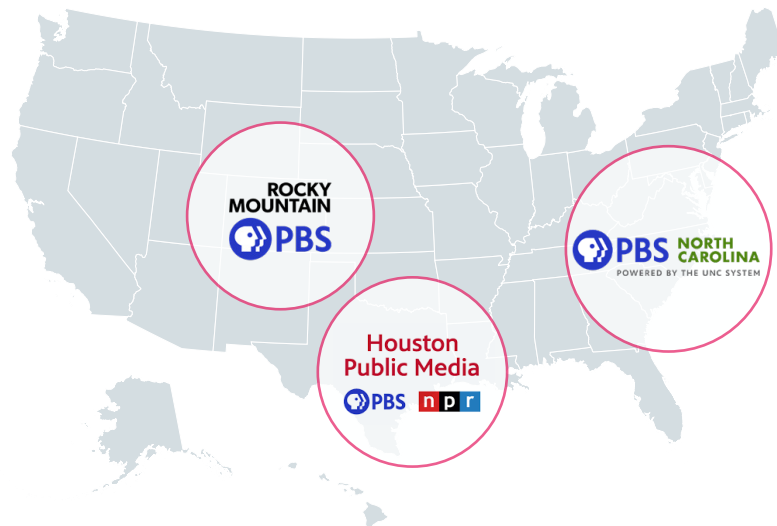 ROCKY
MOUNTAIN
PBS
PBS NORTH
CAROLINA
POWERED BY THE UNC SYSTEM
Houston
Public Media
PBS npr